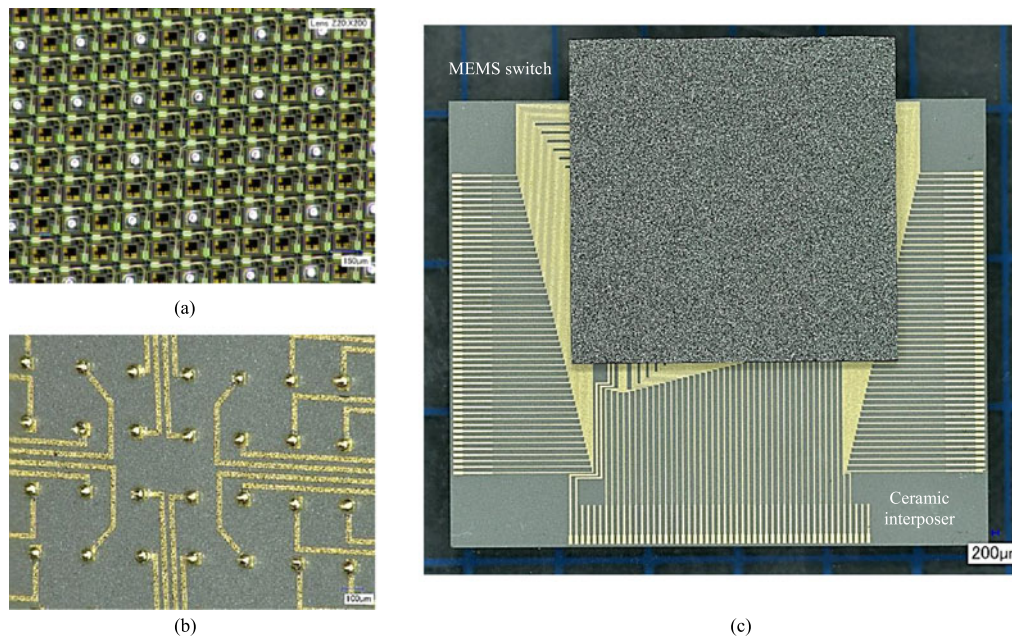 Lens Z20:X200
150μm
(a)
100μm
(b)
MEMS switch
Ceramic
interposer
200μm
(c)